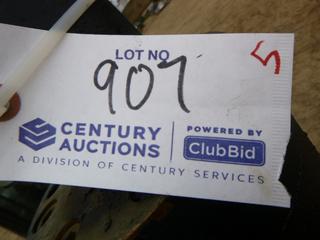 LOT NO
907
5
CENTURY
AUCTIONS
POWERED BY
ClubBid
A DIVISION OF CENTURY SERVICES